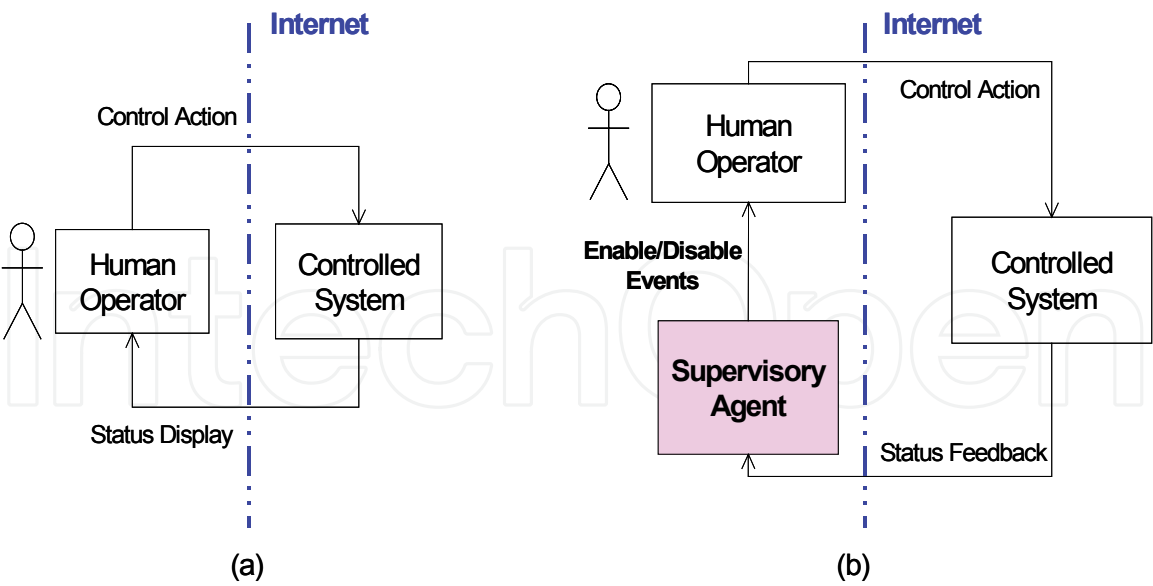 Internet
Control Action
Human
Operator
Controlled
System
Status Display
(a)
Internet
Control Action
Human
Operator
Enable/Disable
Events
Controlled
System
Supervisory
Agent
Status Feedback
(b)
IntechOpen